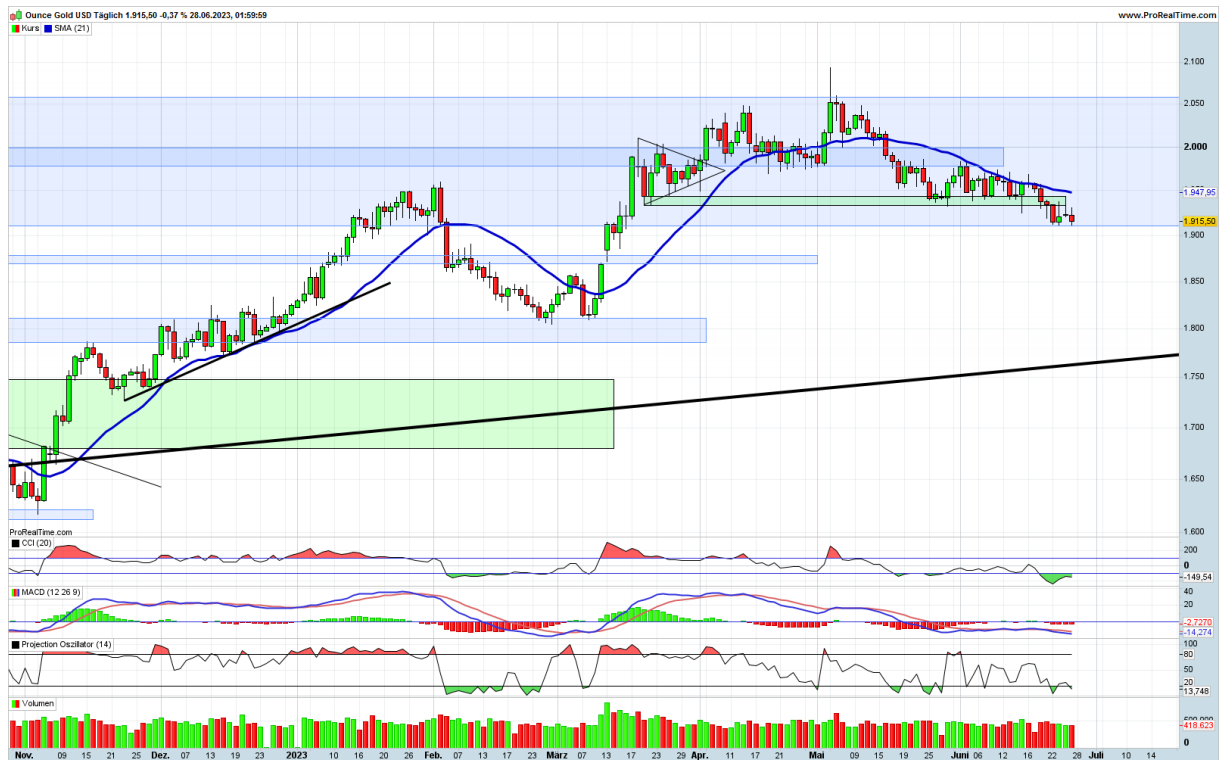 Ounce Gold USD Täglich 1.915,50 -0,37 % 28.06.2023, 01:59:59
www.ProRealTime.com
Kurs SMA (21)
2.100
2.050
2.000
1.947,95
1.915,50
1.900
1.850
1.800
1.750
1.700
1.650
1.600
ProRealTime.com
CCI (20)
200
0
-149,54
MACD (12 26 9)
40
20
-2,7270
-14,274
Projection Oszillator (14)
100
80
50
20
13,748
Volumen
418.623
0
Nov. 09 15 21 25 Dez. 07 13 19 23 2023 10 16 20 26 Feb. 07 13 17 23 März 07 13 17 23 29 Apr. 11 17 21 27 Mai 09 15 19 25 Juni 06 12 16 22 28 Juli 10 14